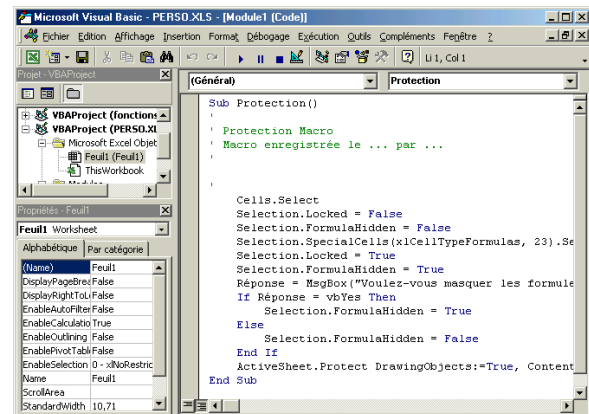 Microsoft Visual Basic - PERSO.XLS - [Module1 (Code)]
Fichier Edition Affichage Insertion Format Débogage Exécution Outils Compléments Fenêtre ?
Li 1, Col 1
Projet - VBAProject
(Général) Protection
VBAProject (fonctions
VBAProject (PERSO.XL
Microsoft Excel Objet
Feuil1 (Feuil1)
ThisWorkbook
Modules
Propriétés - Feuil1
Feuil1 Worksheet
Alphabétique Par catégorie
(Name) Feuil1
DisplayPageBrea False
DisplayRightToL False
EnableAutoFilter False
EnableCalculatio True
EnableOutlining False
EnablePivotTabl False
EnableSelection 0 - xlNoRestric
Name Feuil1
ScrollArea
StandardWidth 10,71
Sub Protection()
'
' Protection Macro
' Macro enregistrée le ... par ...
'
'
Cells.Select
Selection.Locked = False
Selection.FormulaHidden = False
Selection.SpecialCells(xlCellTypeFormulas, 23).Se
Selection.Locked = True
Selection.FormulaHidden = True
Réponse = MsgBox("Voulez-vous masquer les formule
If Réponse = vbYes Then
Selection.FormulaHidden = True
Else
Selection.FormulaHidden = False
End If
ActiveSheet.Protect DrawingObjects:=True, Content
End Sub